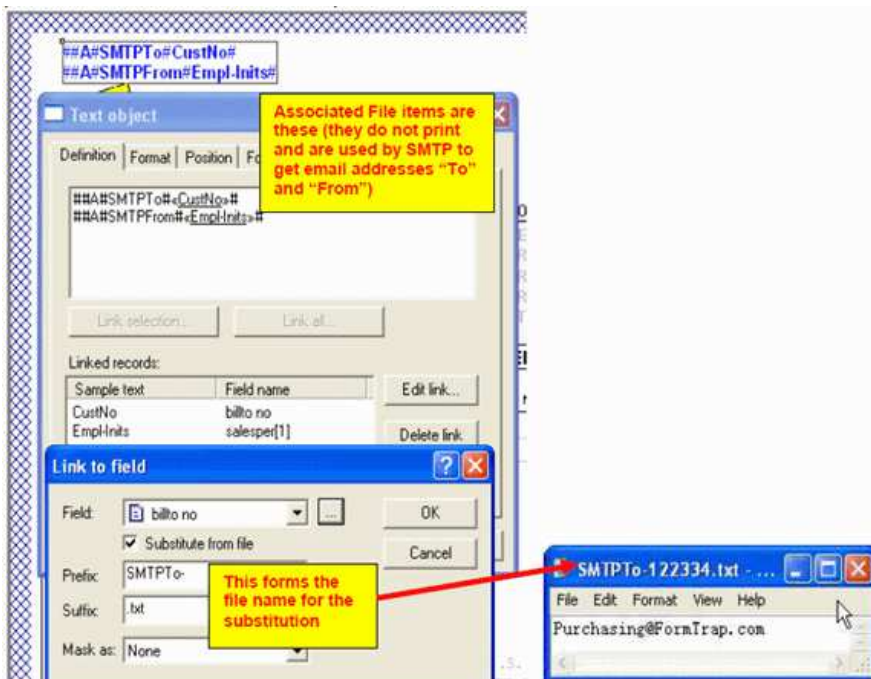 ##A#SMTPTo#CustNo#
##A#SMTPFrom#Empl-Inits#
Text object
Associated File items are
these (they do not print
and are used by SMTP to
get email addresses “To”
and “From”)
Definition Format Position
##A#SMTPTo#«CustNo»#
##A#SMTPFrom#«Empl-Inits»#
Link selection... Link all...
Linked records:
Sample text Field name
CustNo billto no
Empl-Inits salesper[1]
Edit link...
Delete link
Link to field
Field: billto no ... OK
Substitute from file
Cancel
Prefix: SMTPTo-
Suffix: .txt
Mask as: None
This forms the
file name for the
substitution
SMTPTo-122334.txt - ...
File Edit Format View Help
Purchasing@FormTrap.com